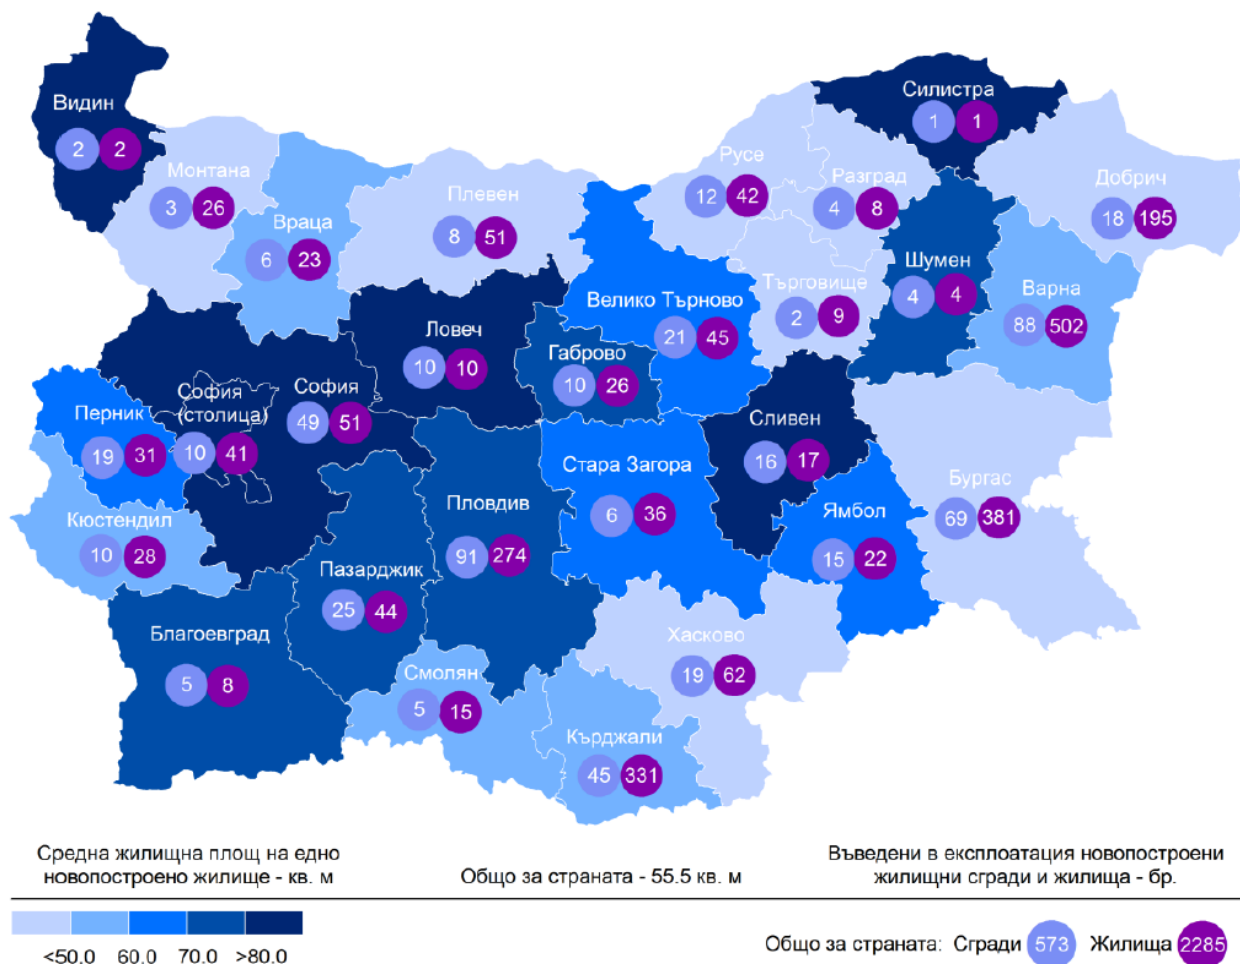 Видин
2 2
Монтана
3 26
Враца
6 23
Плевен
8 51
Русе
12 42
Разград
4 8
Силистра
1 1
Добрич
18 195
Шумен
4 4
Варна
88 502
Търговище
2 9
Велико Търново
21 45
Габрово
10 26
Ловеч
10 10
София
49 51
София
(столица)
10 41
Перник
19 31
Кюстендил
10 28
Благоевград
5 8
Пазарджик
25 44
Пловдив
91 274
Стара Загора
6 36
Сливен
16 17
Ямбол
15 22
Бургас
69 381
Хасково
19 62
Смолян
5 15
Кърджали
45 331
Средна жилищна площ на едно
новопостроено жилище - кв. м
Общо за страната - 55.5 кв. м
Въведени в експлоатация новопостроени
жилищни сгради и жилища - бр.
<50.0 60.0 70.0 >80.0
Общо за страната: Сгради 573 Жилища 2285